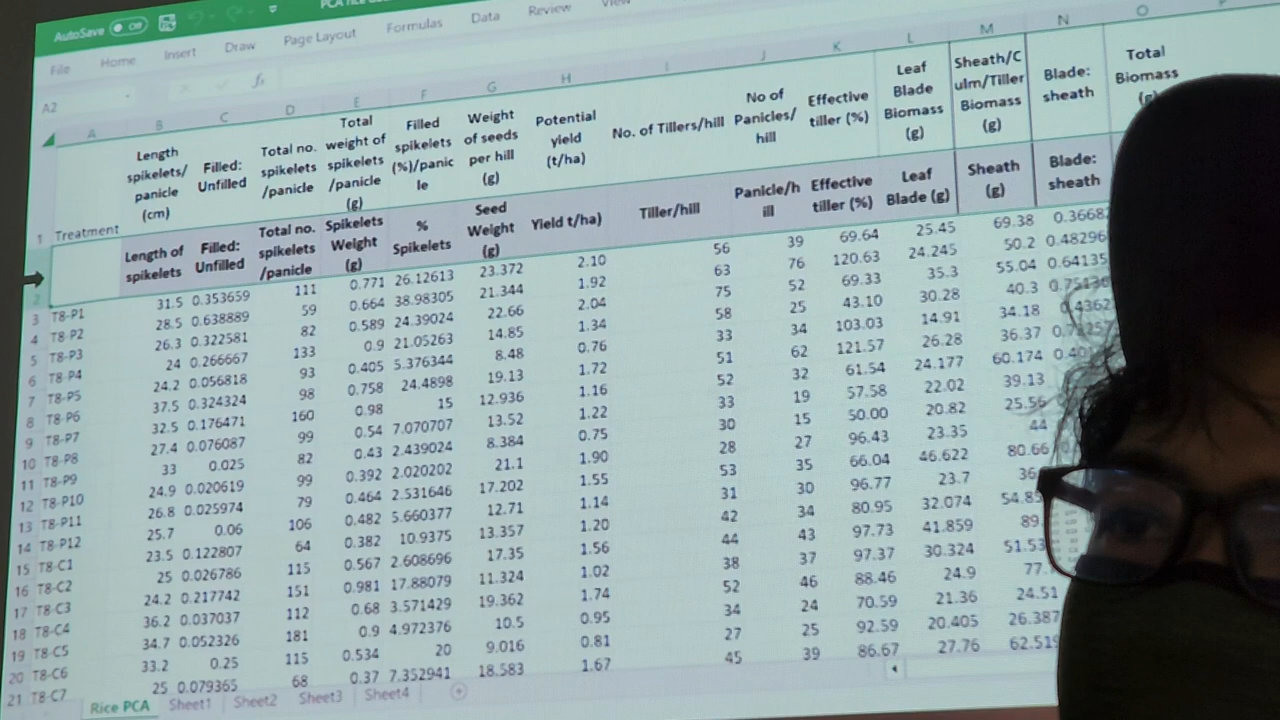 AutoSave Off
File Home Insert Draw Page Layout Formulas Data Review View
A2 fx
A B C D E F G H I J K L M N O
1 Treatment Length spikelets/ panicle (cm) Filled: Unfilled Total no. spikelets /panicle Total weight of spikelets /panicle (g) Filled spikelets (%)/panic le Weight of seeds per hill (g) Potential yield (t/ha) No. of Tillers/hill No of Panicles/ hill Effective tiller (%) Leaf Blade Biomass (g) Sheath/C ulm/Tiller Biomass (g) Blade: sheath Total Biomass
2 Length of spikelets Filled: Unfilled Total no. spikelets /panicle Spikelets Weight (g) % Spikelets Seed Weight (g) Yield t/ha) Tiller/hill Panicle/h ill Effective tiller (%) Leaf Blade (g) Sheath (g) Blade: sheath
3 T8-P1 31.5 0.353659 111 0.771 26.12613 23.372 2.10 56 39 69.64 25.45 69.38 0.3668
4 T8-P2 28.5 0.638889 59 0.664 38.98305 21.344 1.92 63 76 120.63 24.245 50.2 0.48296
5 T8-P3 26.3 0.322581 82 0.589 24.39024 22.66 2.04 75 52 69.33 35.3 55.04 0.64135
6 T8-P4 24 0.266667 133 0.9 21.05263 14.85 1.34 58 25 43.10 30.28 40.3
7 T8-P5 24.2 0.056818 93 0.405 5.376344 8.48 0.76 33 34 103.03 14.91 34.18
8 T8-P6 37.5 0.324324 98 0.758 24.4898 19.13 1.72 51 62 121.57 26.28 36.37
9 T8-P7 32.5 0.176471 160 0.98 15 12.936 1.16 52 32 61.54 24.177 60.174
10 T8-P8 27.4 0.076087 99 0.54 7.070707 13.52 1.22 33 19 57.58 22.02 39.13
11 T8-P9 33 0.025 82 0.43 2.439024 8.384 0.75 30 15 50.00 20.82 25.56
12 T8-P10 24.9 0.020619 99 0.392 2.020202 21.1 1.90 28 27 96.43 23.35 44
13 T8-P11 26.8 0.025974 79 0.464 2.531646 17.202 1.55 53 35 66.04 46.622 80.66
14 T8-P12 25.7 0.06 106 0.482 5.660377 12.71 1.14 31 30 96.77 23.7 36
15 T8-C1 23.5 0.122807 64 0.382 10.9375 13.357 1.20 42 34 80.95 32.074 54.85
16 T8-C2 25 0.026786 115 0.567 2.608696 17.35 1.56 44 43 97.73 41.859 89
17 T8-C3 24.2 0.217742 151 0.981 17.88079 11.324 1.02 38 37 97.37 30.324 51.53
18 T8-C4 36.2 0.037037 112 0.68 3.571429 19.362 1.74 52 46 88.46 24.9 77.
19 T8-C5 34.7 0.052326 181 0.9 4.972376 10.5 0.95 34 24 70.59 21.36 24.51
20 T8-C6 33.2 0.25 115 0.534 20 9.016 0.81 27 25 92.59 20.405 26.387
21 T8-C7 25 0.079365 68 0.37 7.352941 18.583 1.67 45 39 86.67 27.76 62.519
Rice PCA Sheet1 Sheet2 Sheet3 Sheet4